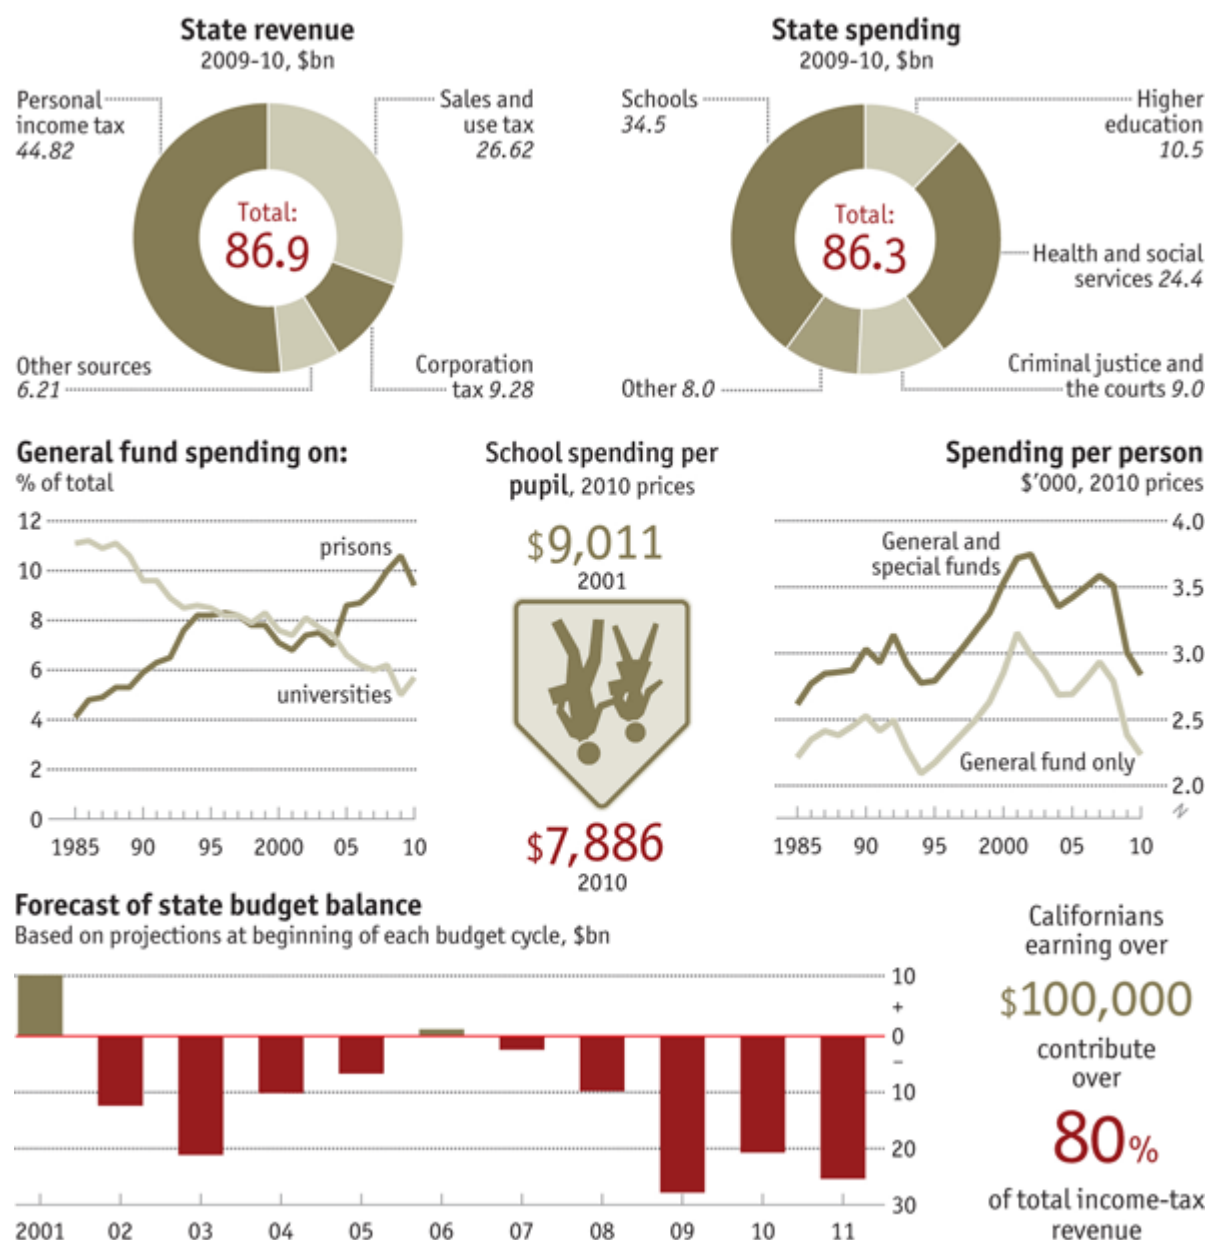 State revenue
2009-10, $bn
Personal
income tax
44.82
Sales and
use tax
26.62
Total:
86.9
Other sources
6.21
Corporation
tax 9.28
State spending
2009-10, $bn
Schools
34.5
Higher
education
10.5
Total:
86.3
Health and social
services 24.4
Other 8.0
Criminal justice and
the courts 9.0
General fund spending on:
% of total
12
10
8
6
4
2
0
prisons
universities
1985 90 95 2000 05 10
School spending per
pupil, 2010 prices
$9,011
2001
$7,886
2010
Spending per person
$'000, 2010 prices
4.0
3.5
3.0
2.5
2.0
General and
special funds
General fund only
1985 90 95 2000 05 10
Forecast of state budget balance
Based on projections at beginning of each budget cycle, $bn
10
+
0
–
10
20
30
2001 02 03 04 05 06 07 08 09 10 11
Californians
earning over
$100,000
contribute
over
80%
of total income-tax
revenue